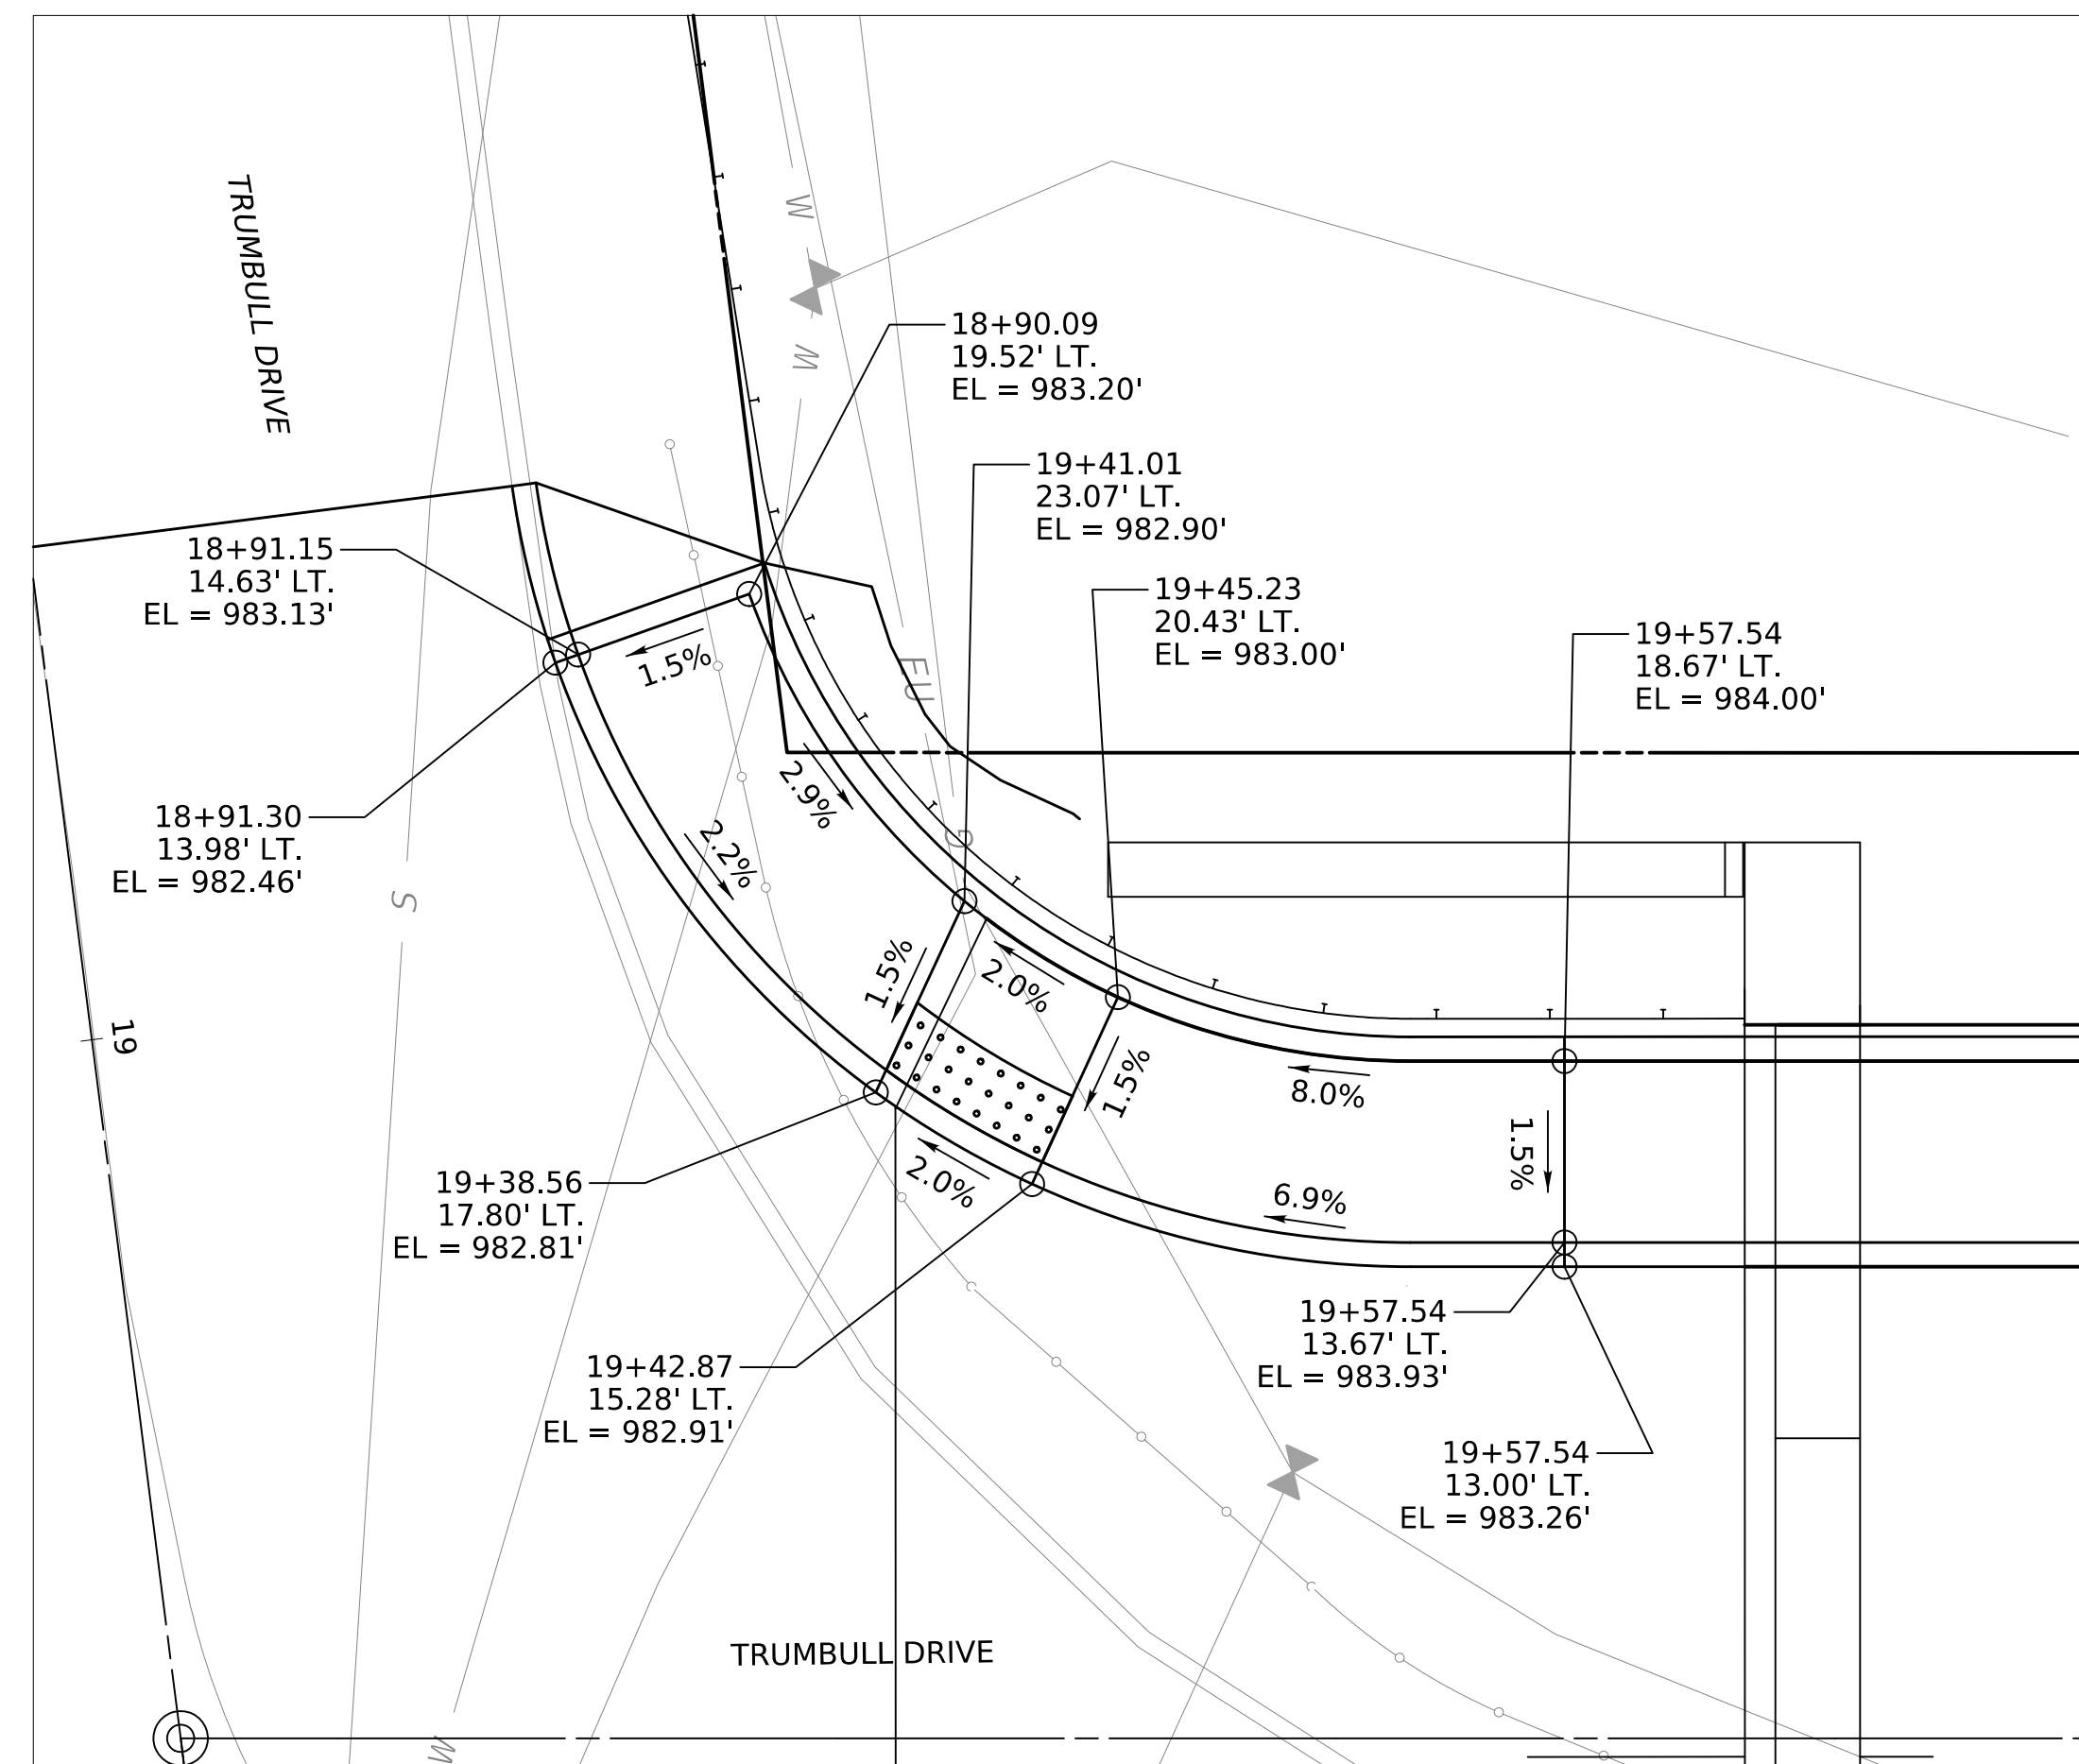 TRUMBULL DRIVE
W
W
18+90.09
19.52' LT.
EL = 983.20'
19+41.01
23.07' LT.
EL = 982.90'
18+91.15
14.63' LT.
EL = 983.13'
19+45.23
20.43' LT.
EL = 983.00'
19+57.54
18.67' LT.
EL = 984.00'
1.5%
EU
2.9%
2.2%
18+91.30
13.98' LT.
EL = 982.46'
S
1.5%
2.0%
19
1.5%
8.0%
1.5%
2.0%
6.9%
19+38.56
17.80' LT.
EL = 982.81'
19+42.87
15.28' LT.
EL = 982.91'
19+57.54
13.67' LT.
EL = 983.93'
19+57.54
13.00' LT.
EL = 983.26'
TRUMBULL DRIVE
W